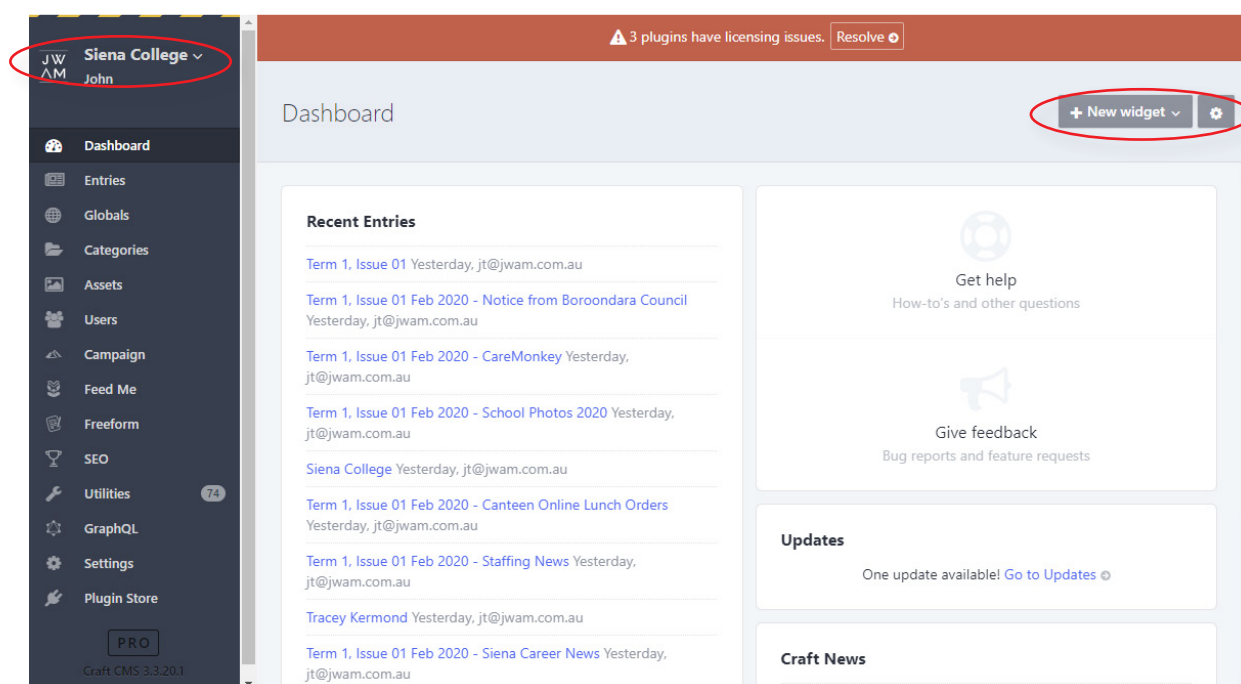 3 plugins have licensing issues. Resolve
JW
AM
Siena College
John
Dashboard
Entries
Globals
Categories
Assets
Users
Campaign
Feed Me
Freeform
SEO
Utilities 74
GraphQL
Settings
Plugin Store
PRO
Craft CMS 3.3.20.1
Dashboard
New widget
Recent Entries
Term 1, Issue 01 Yesterday, jt@jwam.com.au
Term 1, Issue 01 Feb 2020 - Notice from Boroondara Council
Yesterday, jt@jwam.com.au
Term 1, Issue 01 Feb 2020 - CareMonkey Yesterday,
jt@jwam.com.au
Term 1, Issue 01 Feb 2020 - School Photos 2020 Yesterday,
jt@jwam.com.au
Siena College Yesterday, jt@jwam.com.au
Term 1, Issue 01 Feb 2020 - Canteen Online Lunch Orders
Yesterday, jt@jwam.com.au
Term 1, Issue 01 Feb 2020 - Staffing News Yesterday,
jt@jwam.com.au
Tracey Kermond Yesterday, jt@jwam.com.au
Term 1, Issue 01 Feb 2020 - Siena Career News Yesterday,
jt@jwam.com.au
Get help
How-to's and other questions
Give feedback
Bug reports and feature requests
Updates
One update available! Go to Updates
Craft News